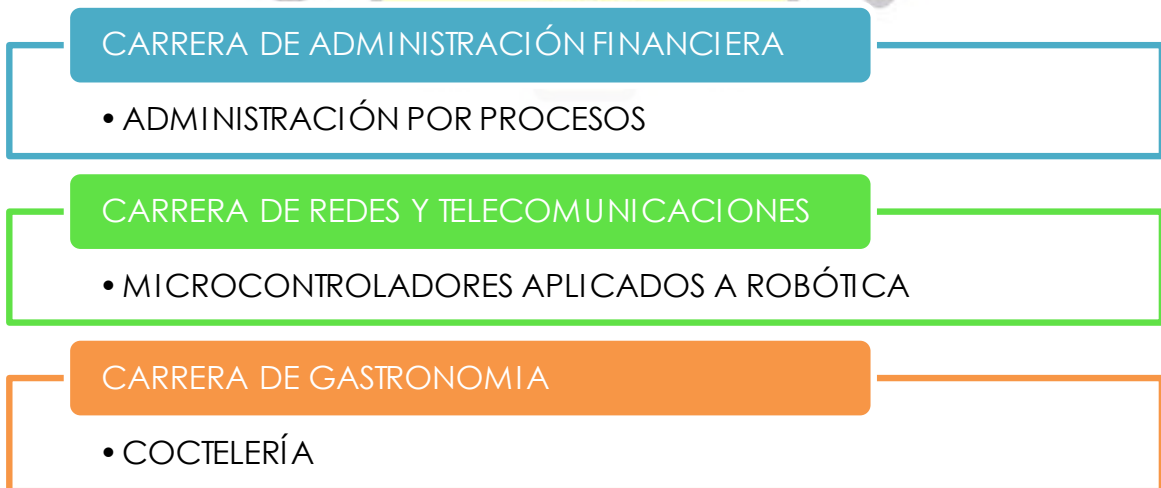 CARRERA DE ADMINISTRACIÓN FINANCIERA
• ADMINISTRACIÓN POR PROCESOS
CARRERA DE REDES Y TELECOMUNICACIONES
• MICROCONTROLADORES APLICADOS A ROBÓTICA
CARRERA DE GASTRONOMIA
• COCTELERÍA